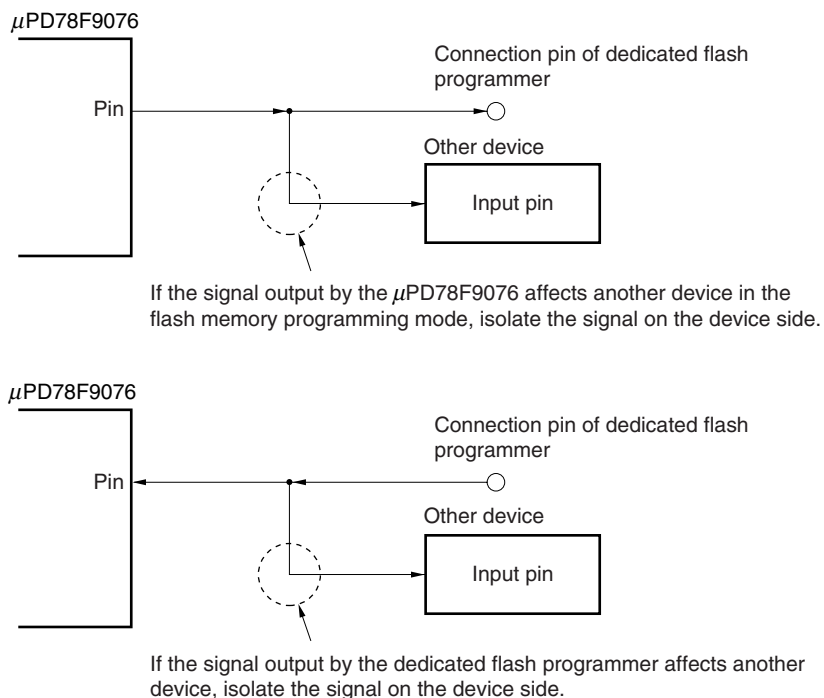 μPD78F9076
Connection pin of dedicated flash
programmer
Pin
Other device
Input pin
If the signal output by the μPD78F9076 affects another device in the
flash memory programming mode, isolate the signal on the device side.
μPD78F9076
Connection pin of dedicated flash
programmer
Pin
Other device
Input pin
If the signal output by the dedicated flash programmer affects another
device, isolate the signal on the device side.